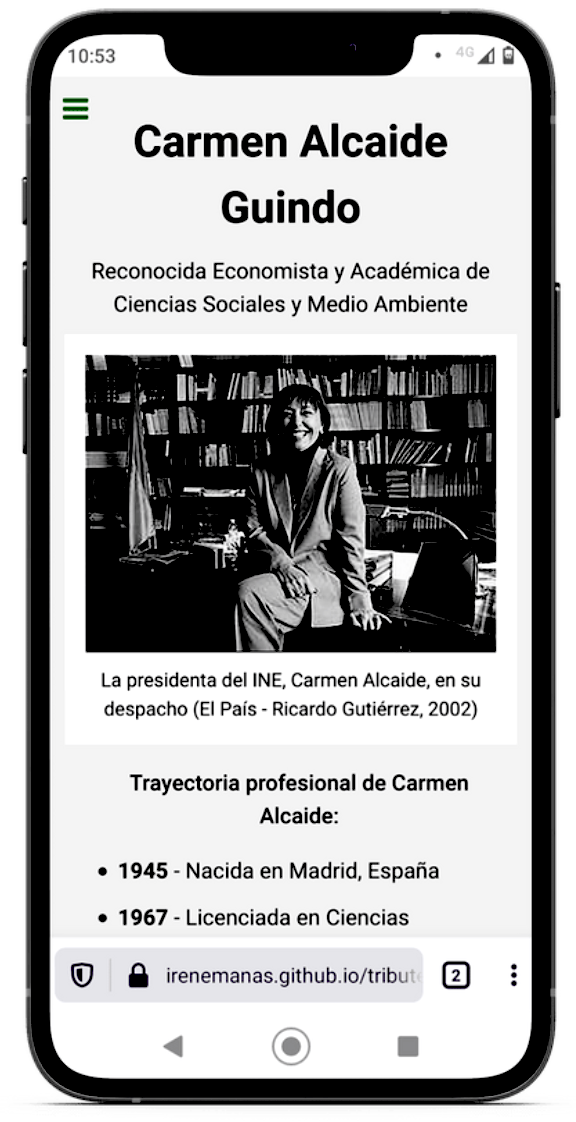 10:53
4G
Carmen Alcaide
Guindo
Reconocida Economista y Académica de
Ciencias Sociales y Medio Ambiente
La presidenta del INE, Carmen Alcaide, en su
despacho (El País - Ricardo Gutiérrez, 2002)
Trayectoria profesional de Carmen
Alcaide:
• 1945 - Nacida en Madrid, España
• 1967 - Licenciada en Ciencias
irenemanas.github.io/tribute
2